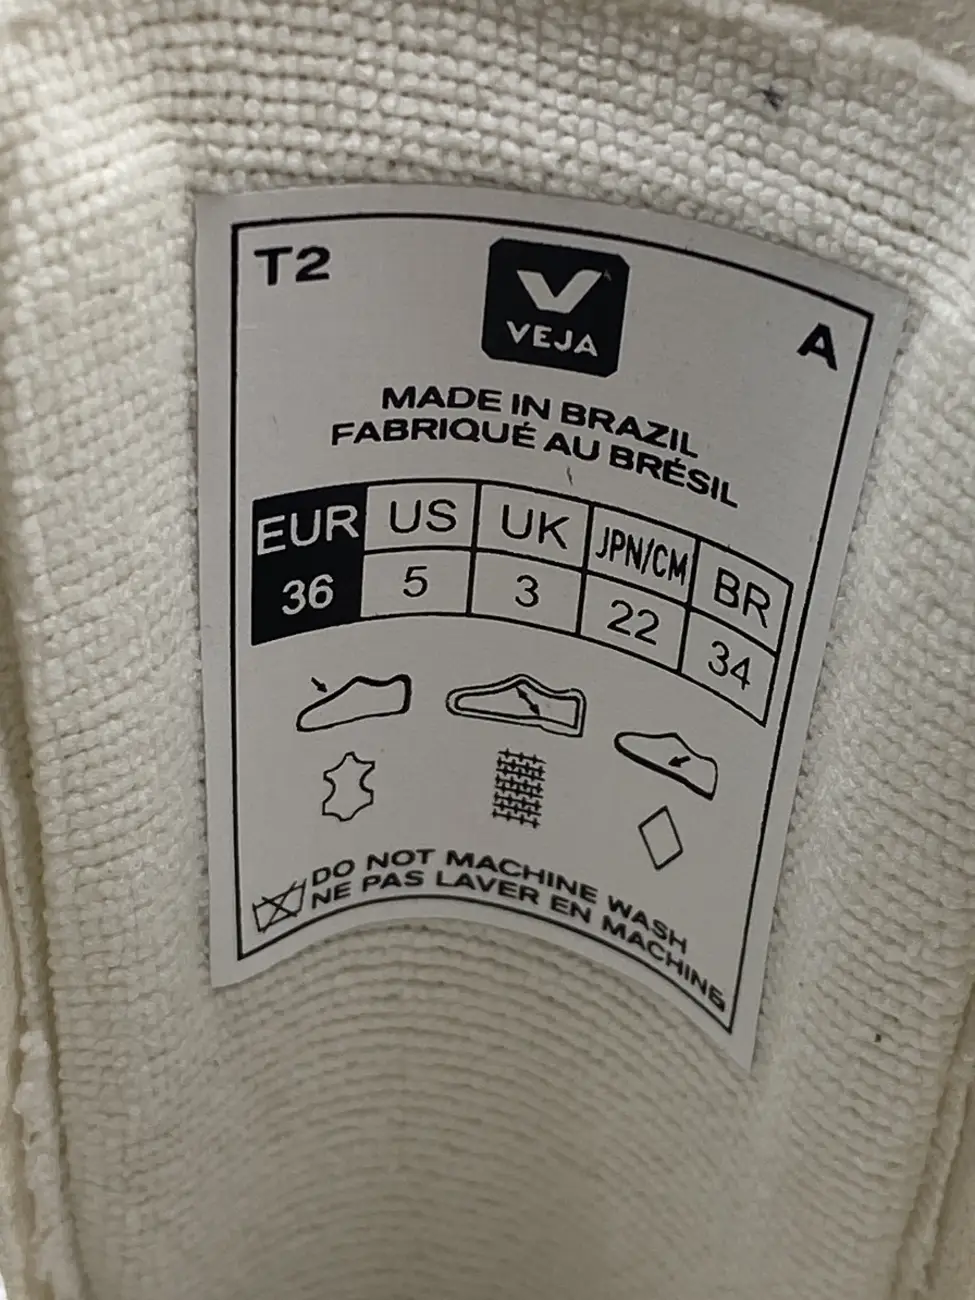 T2
VEJA
A
MADE IN BRAZIL
FABRIQUÉ AU BRÉSIL
EUR US UK JPN/CM BR
36 5 3 22 34
DO NOT MACHINE WASH
NE PAS LAVER EN MACHINE